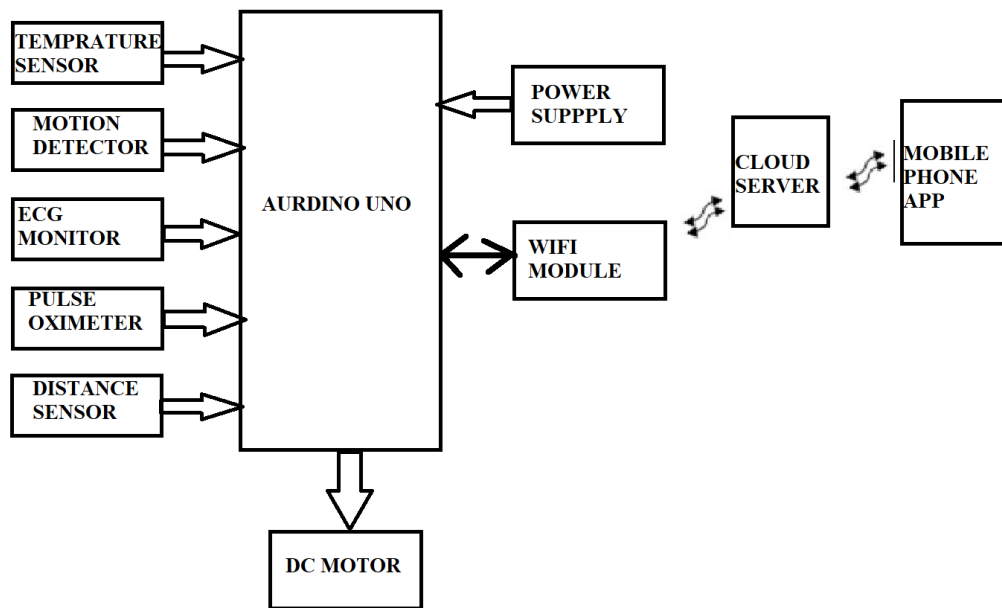 TEMPRATURE
SENSOR
MOTION
DETECTOR
ECG
MONITOR
PULSE
OXIMETER
DISTANCE
SENSOR
AURDINO UNO
DC MOTOR
POWER
SUPPPLY
WIFI
MODULE
CLOUD
SERVER
MOBILE
PHONE
APP